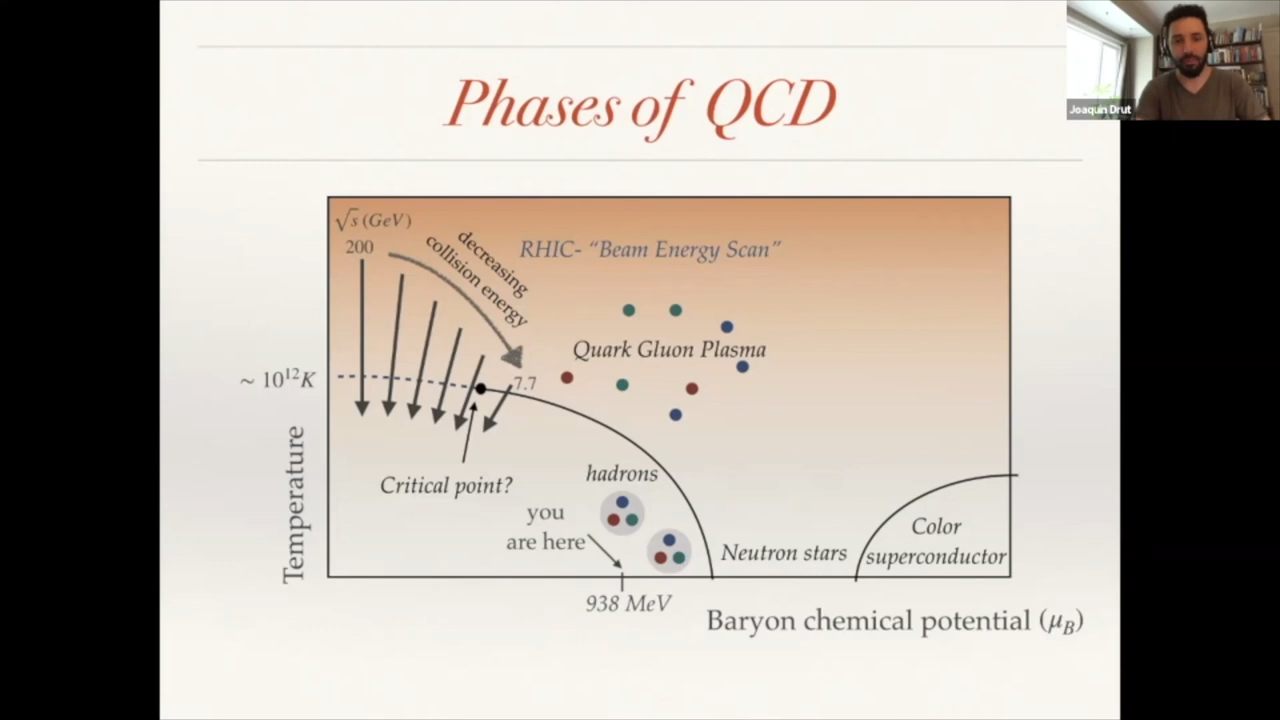 Joaquin Drut
Phases of QCD
√s (GeV)
200
decreasing
collision energy
RHIC- “Beam Energy Scan”
Quark Gluon Plasma
~ 10¹²K
7.7
Temperature
Critical point?
hadrons
you
are here
Neutron stars
Color
superconductor
938 MeV
Baryon chemical potential (μ_B)